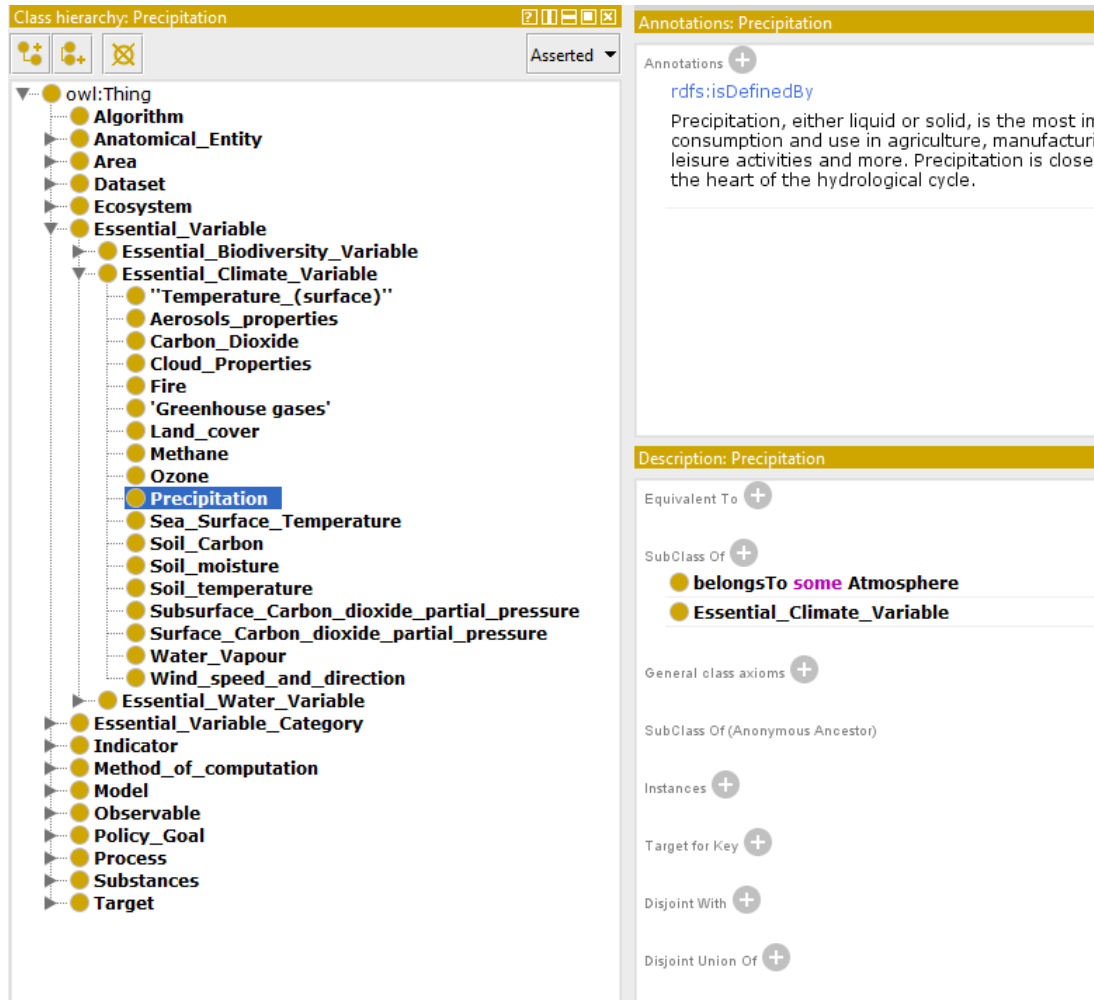 Class hierarchy: Precipitation
Asserted
owl:Thing
Algorithm
Anatomical_Entity
Area
Dataset
Ecosystem
Essential_Variable
Essential_Biodiversity_Variable
Essential_Climate_Variable
"Temperature_(surface)"
Aerosols_properties
Carbon_Dioxide
Cloud_Properties
Fire
'Greenhouse gases'
Land_cover
Methane
Ozone
Precipitation
Sea_Surface_Temperature
Soil_Carbon
Soil_moisture
Soil_temperature
Subsurface_Carbon_dioxide_partial_pressure
Surface_Carbon_dioxide_partial_pressure
Water_Vapour
Wind_speed_and_direction
Essential_Water_Variable
Essential_Variable_Category
Indicator
Method_of_computation
Model
Observable
Policy_Goal
Process
Substances
Target
Annotations: Precipitation
Annotations
rdfs:isDefinedBy
Precipitation, either liquid or solid, is the most
consumption and use in agriculture,
leisure activities and more. Precipitation is
the heart of the hydrological cycle.
Description: Precipitation
Equivalent To
SubClass Of
belongsTo some Atmosphere
Essential_Climate_Variable
General class axioms
SubClass Of (Anonymous Ancestor)
Instances
Target for Key
Disjoint With
Disjoint Union Of